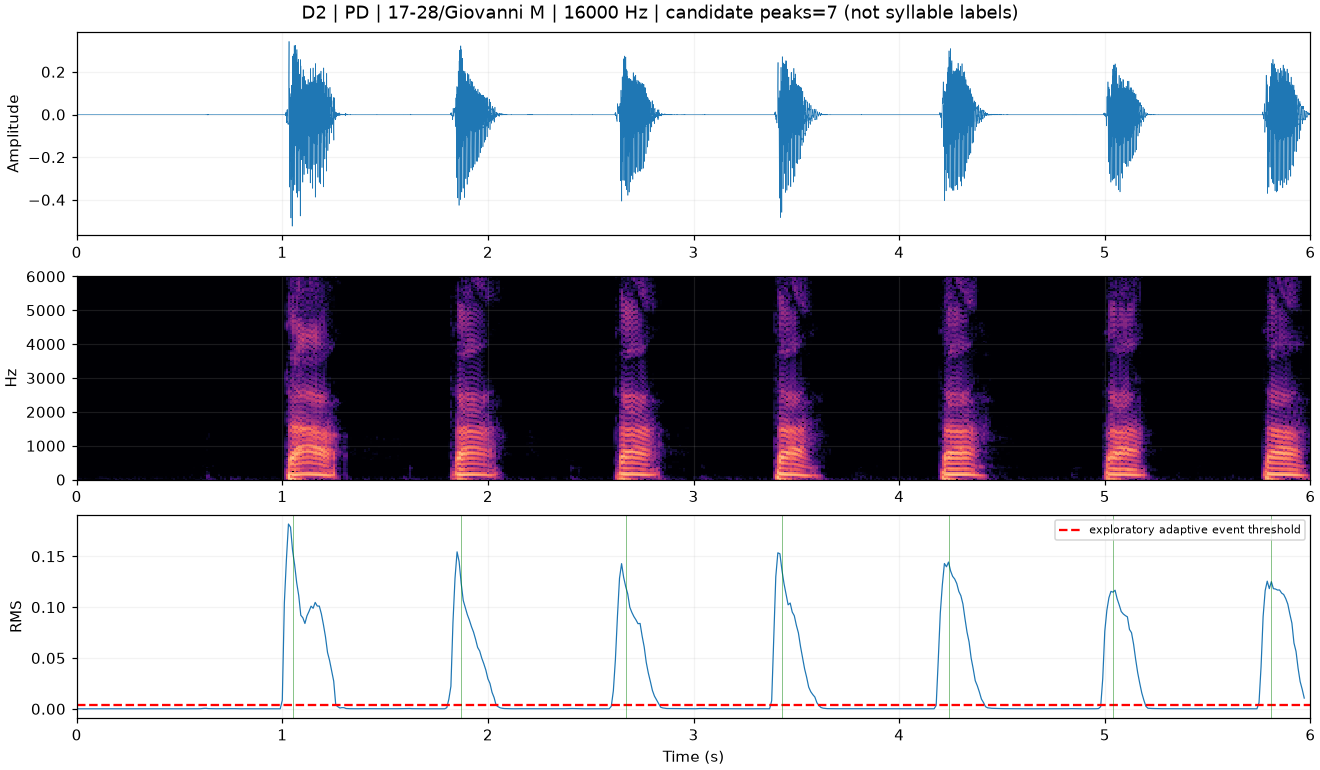 D2 | PD | 17-28/Giovanni M | 16000 Hz | candidate peaks=7 (not syllable labels)
Amplitude
0.2
0.0
−0.2
−0.4
0 1 2 3 4 5 6
Hz
6000
5000
4000
3000
2000
1000
0
0 1 2 3 4 5 6
RMS
0.15
0.10
0.05
0.00
exploratory adaptive event threshold
0 1 2 3 4 5 6
Time (s)